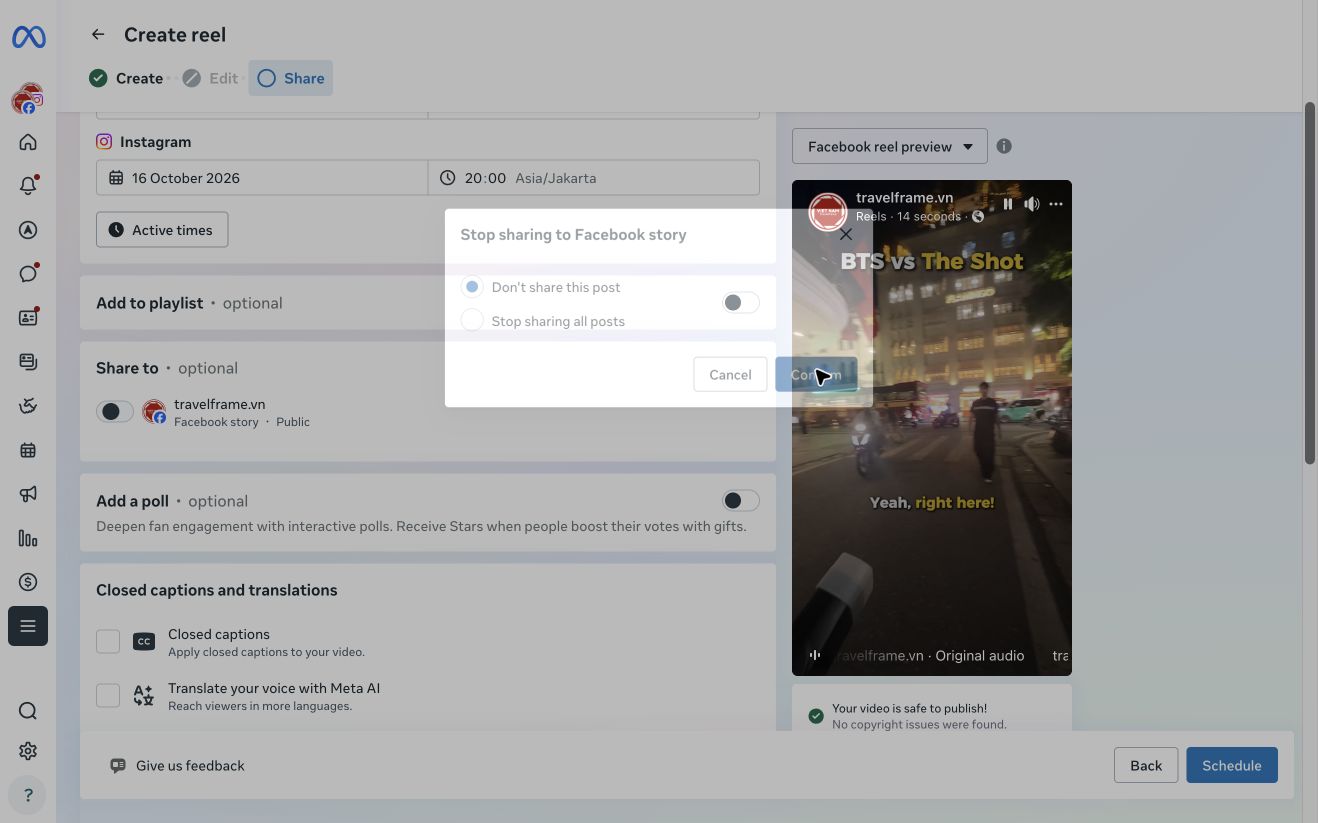 Create reel
Create
Edit
Share
Instagram
16 October 2026
20:00 Asia/Jakarta
Active times
Add to playlist • optional
Share to • optional
travelframe.vn
Facebook story · Public
Add a poll • optional
Deepen fan engagement with interactive polls. Receive Stars when people boost their votes with gifts.
Closed captions and translations
CC
Closed captions
Apply closed captions to your video.
Translate your voice with Meta AI
Reach viewers in more languages.
Stop sharing to Facebook story
Don't share this post
Stop sharing all posts
Cancel
Facebook reel preview
travelframe.vn
Reels · 14 seconds ·
BTS vs The Shot
Yeah, right here!
ravelframe.vn · Original audio
tra
Your video is safe to publish!
No copyright issues were found.
Give us feedback
Back
Schedule
?